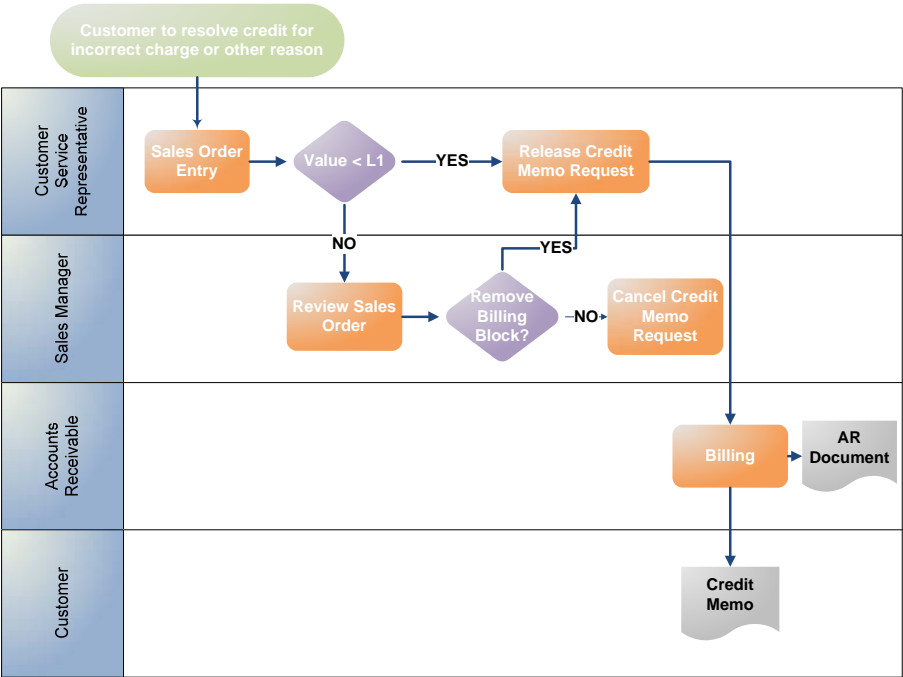 Customer to resolve credit for
incorrect charge or other reason
Customer
Service
Representative
Sales Order
Entry
Value < L1
YES
Release Credit
Memo Request
NO
YES
Sales Manager
Review Sales
Order
Remove
Billing
Block?
NO
Cancel Credit
Memo
Request
Accounts
Receivable
Billing
AR
Document
Customer
Credit
Memo